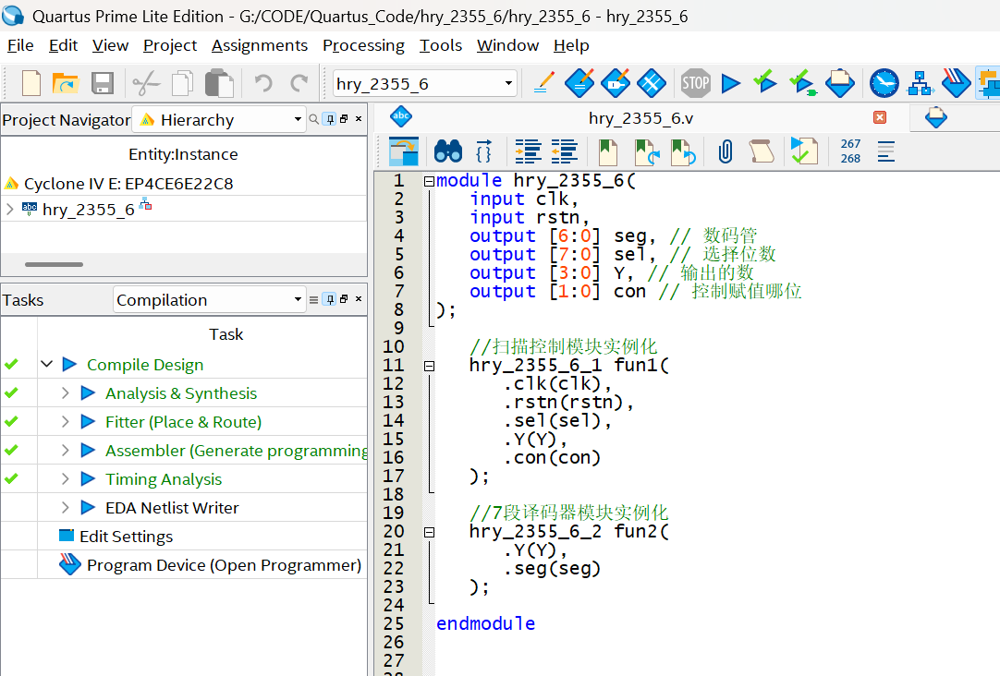 Quartus Prime Lite Edition - G:/CODE/Quartus_Code/hry_2355_6/hry_2355_6 - hry_2355_6
File Edit View Project Assignments Processing Tools Window Help
hry_2355_6
STOP
Project Navigator Hierarchy
Entity:Instance
Cyclone IV E: EP4CE6E22C8
abc hry_2355_6
Tasks Compilation
Task
Compile Design
Analysis & Synthesis
Fitter (Place & Route)
Assembler (Generate programming
Timing Analysis
EDA Netlist Writer
Edit Settings
Program Device (Open Programmer)
abc hry_2355_6.v
267
268
1 module hry_2355_6(
2 input clk,
3 input rstn,
4 output [6:0] seg, // 数码管
5 output [7:0] sel, // 选择位数
6 output [3:0] Y, // 输出的数
7 output [1:0] con // 控制赋值哪位
8 );
9
10 //扫描控制模块实例化
11 hry_2355_6_1 fun1(
12 .clk(clk),
13 .rstn(rstn),
14 .sel(sel),
15 .Y(Y),
16 .con(con)
17 );
18
19 //7段译码器模块实例化
20 hry_2355_6_2 fun2(
21 .Y(Y),
22 .seg(seg)
23 );
24
25 endmodule
26
27
28